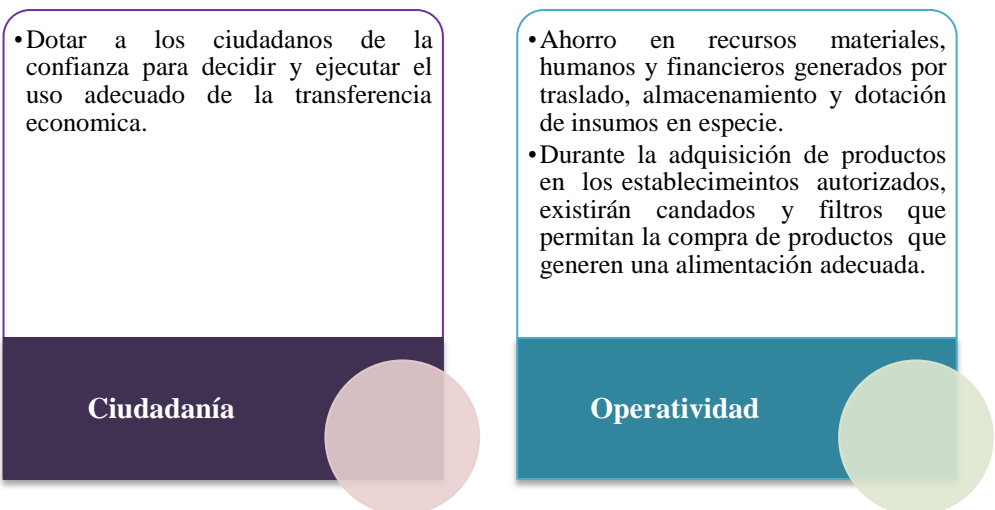 •Dotar a los ciudadanos de la
confianza para decidir y ejecutar el
uso adecuado de la transferencia
economica.
Ciudadanía
•Ahorro en recursos materiales,
humanos y financieros generados por
traslado, almacenamiento y dotación
de insumos en especie.
•Durante la adquisición de productos
en los establecimeintos autorizados,
existirán candados y filtros que
permitan la compra de productos que
generen una alimentación adecuada.
Operatividad